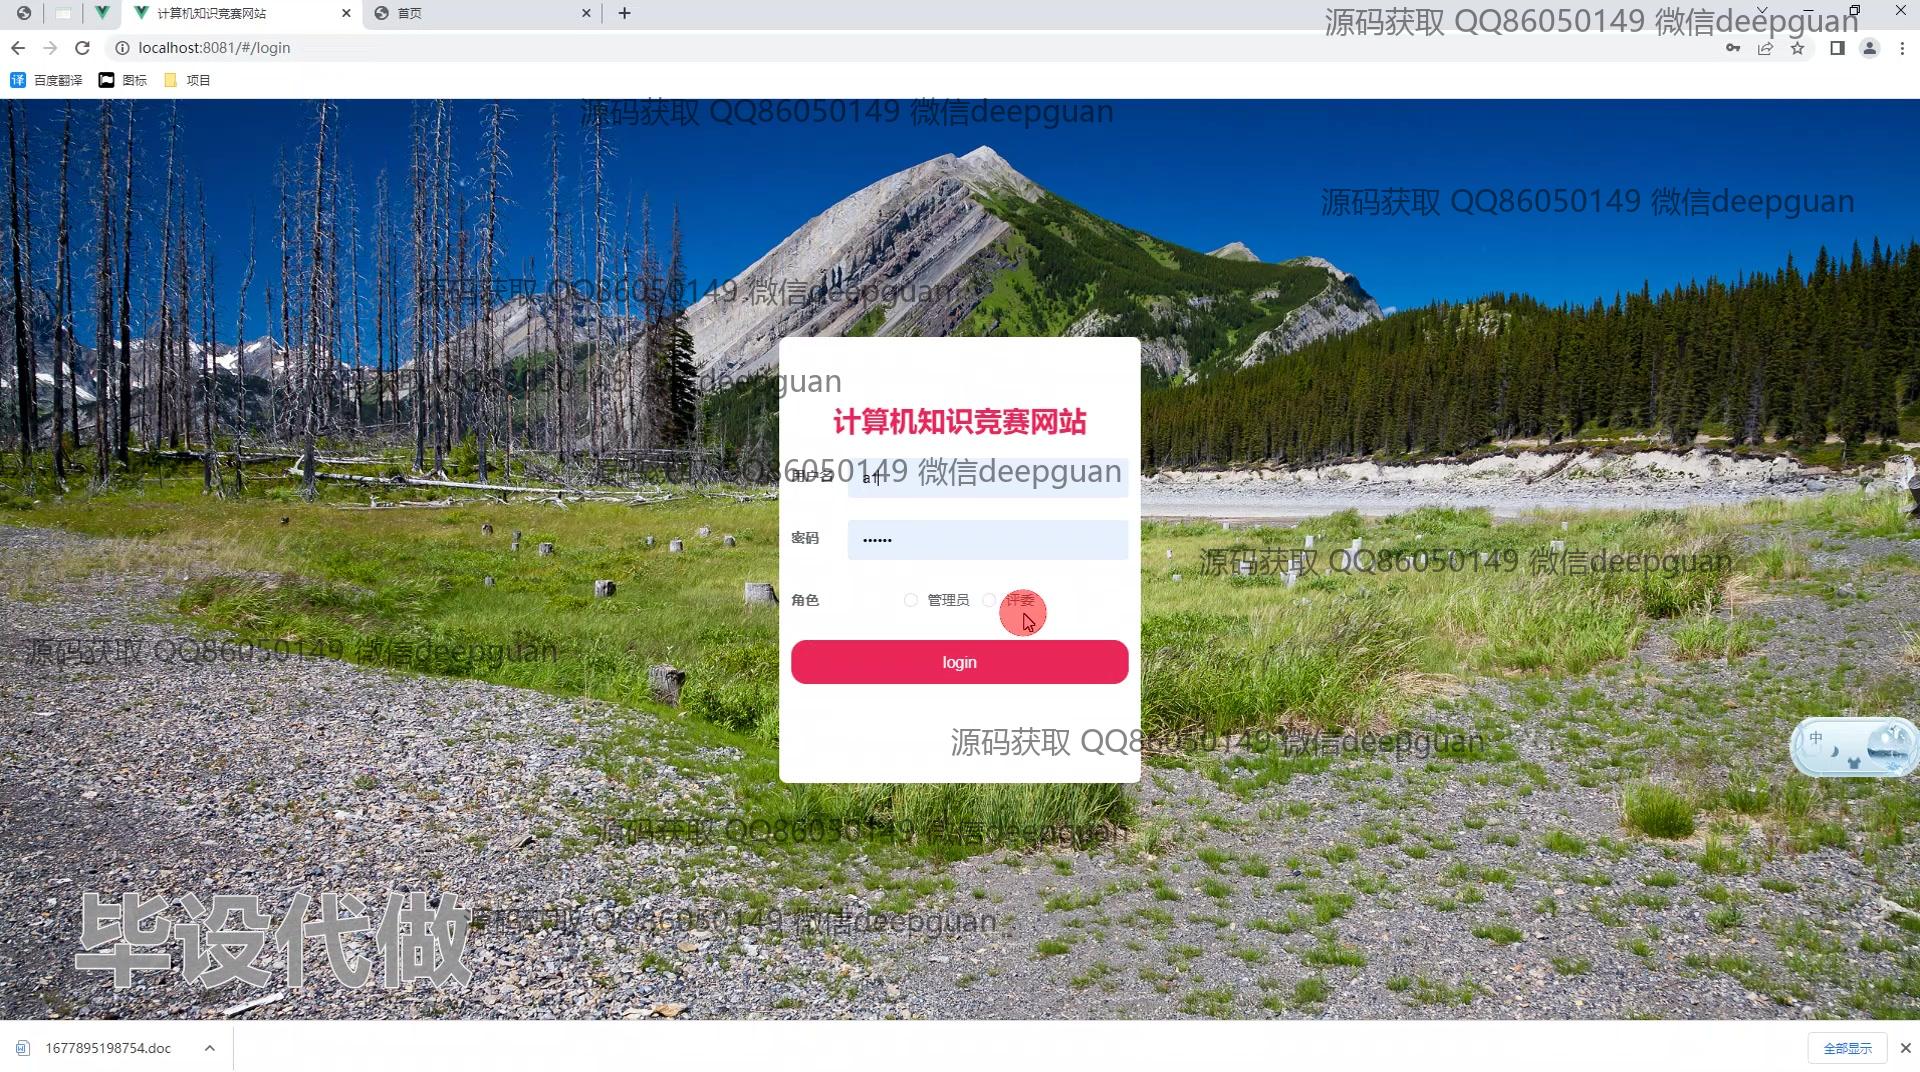 计算机知识竞赛网站
首页
源码获取 QQ86050149 微信deepguan
localhost:8081/#/login
百度翻译
图标
项目
源码获取 QQ86050149 微信deepguan
源码获取 QQ86050149 微信deepguan
源码获取 QQ86050149 微信deepguan
QQ86050149 deepguan
计算机知识竞赛网站
用户名 a1
QQ86050149 微信deepguan
密码 ••••••
源码获取 QQ86050149 微信deepguan
角色 管理员 评委
源码获取 QQ86050149 微信deepguan
login
源码获取 QQ86050149 微信deepguan
中
源码获取 QQ86050149 微信deepguan
源码获取 QQ86050149 微信deepguan
毕设代做
1677895198754.doc
全部显示